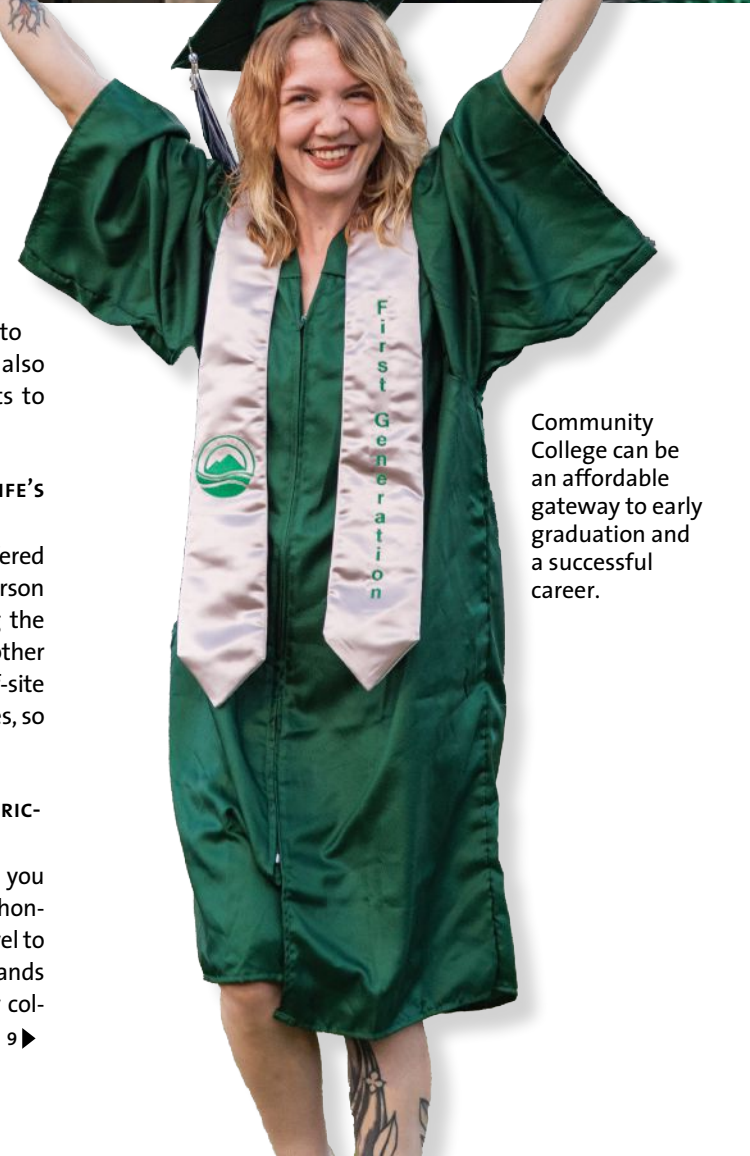 to
also
ts to
IFE'S
ered
rson
the
other
-site
es, so
RIC-
you
hon-
el to
ands
col-
9
First Generation
Community
College can be
an affordable
gateway to early
graduation and
a successful
career.